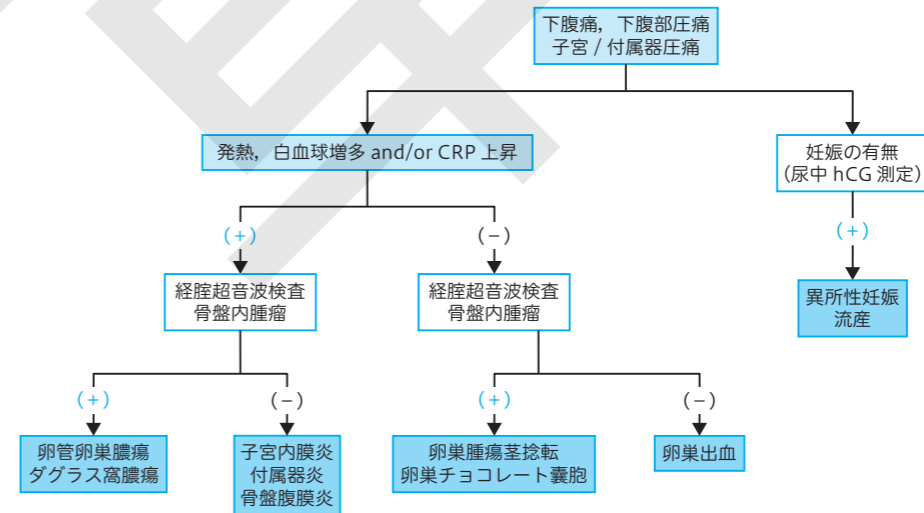 下腹痛,下腹部圧痛
子宮 / 付属器圧痛
発熱,白血球増多 and/or CRP 上昇
妊娠の有無
(尿中 hCG 測定)
(+)
(−)
(+)
経腟超音波検査
骨盤内腫瘤
経腟超音波検査
骨盤内腫瘤
異所性妊娠
流産
(+)
(−)
(+)
(−)
卵管卵巣膿瘍
ダグラス窩膿瘍
子宮内膜炎
付属器炎
骨盤腹膜炎
卵巣腫瘍茎捻転
卵巣チョコレート囊胞
卵巣出血